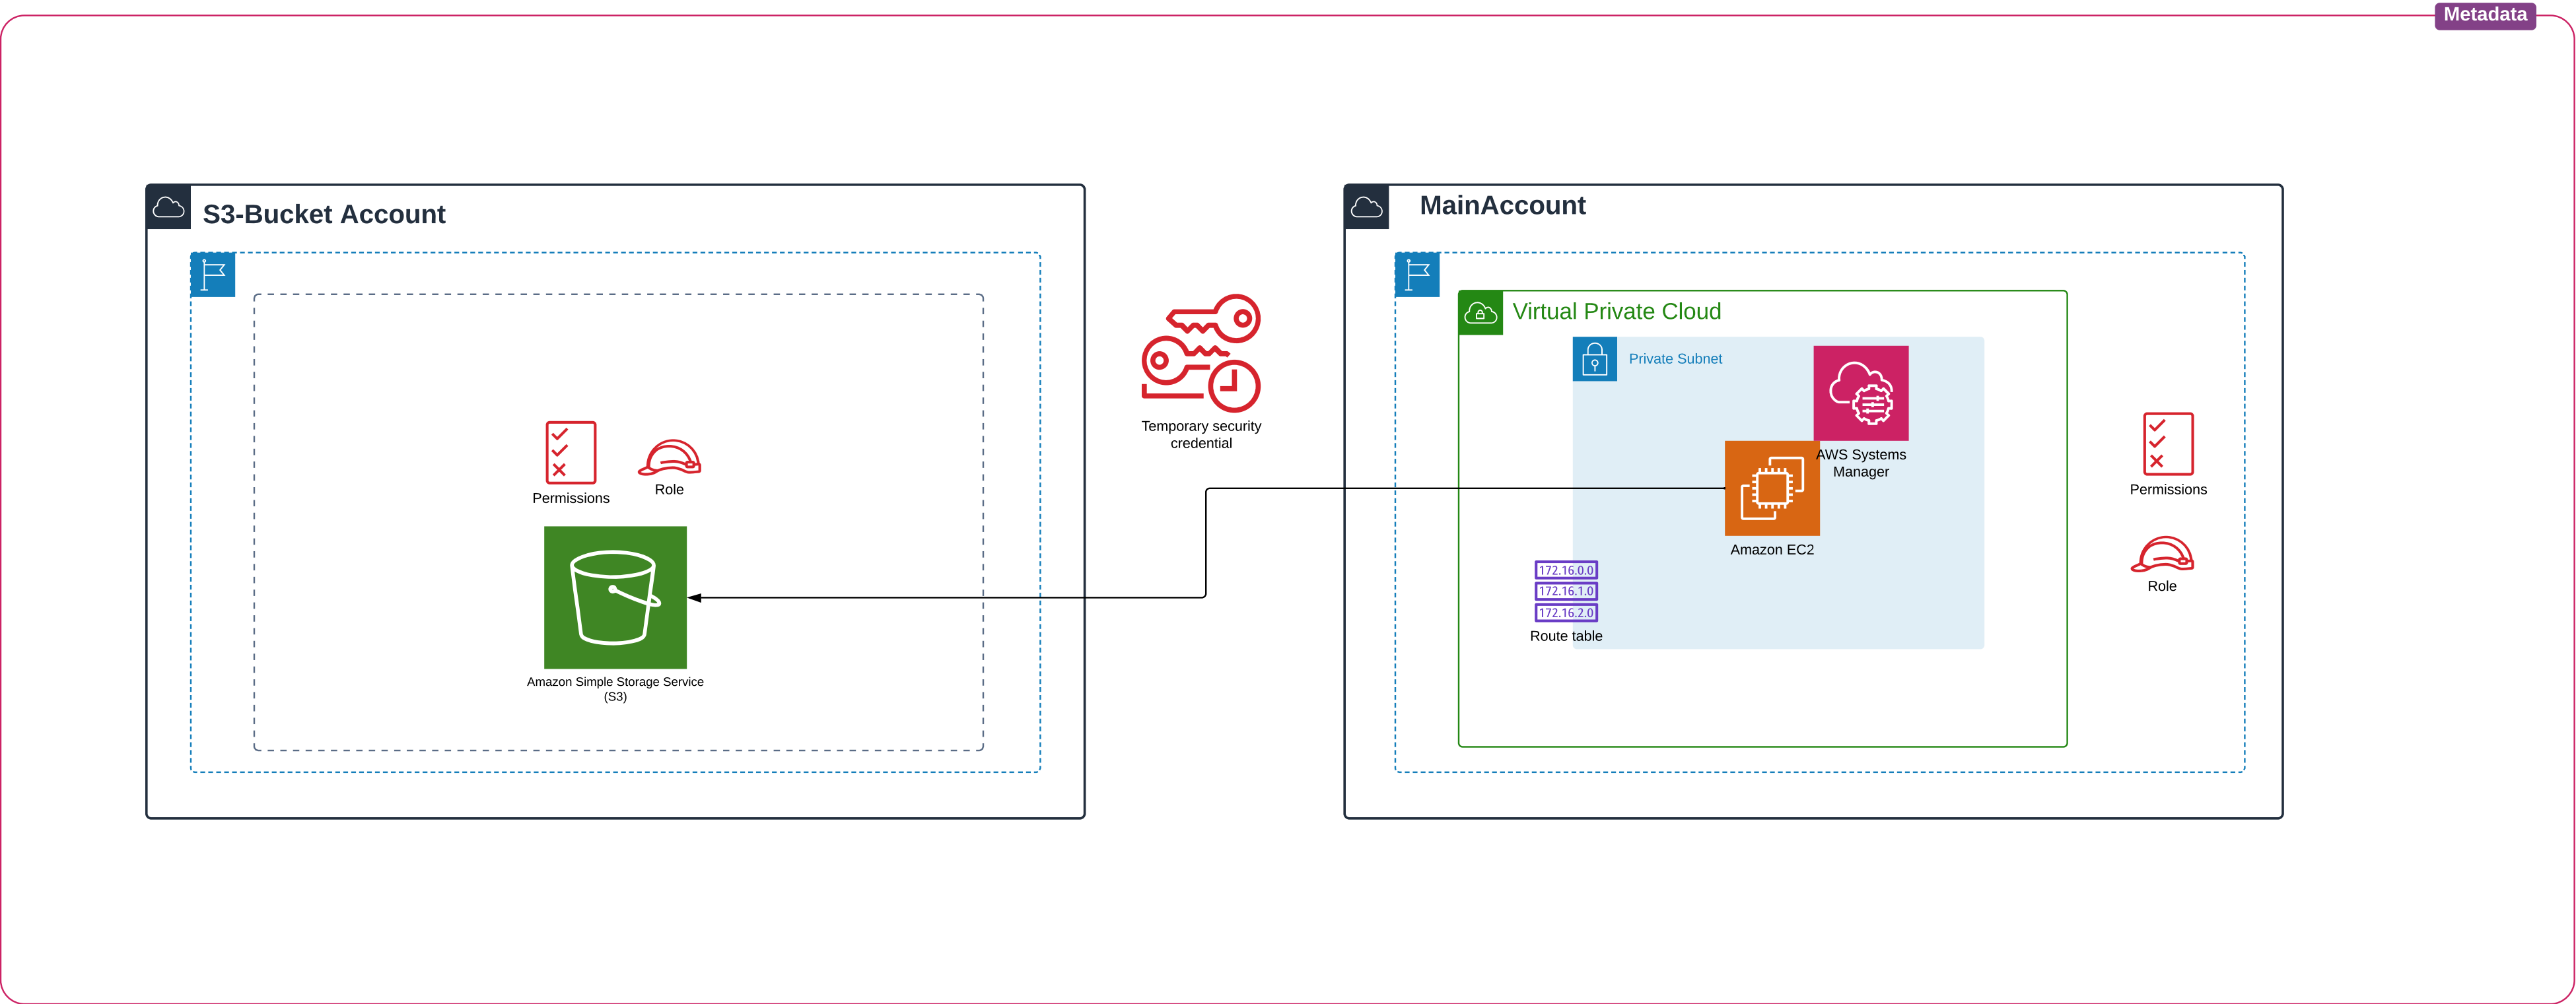 Metadata
S3-Bucket Account
Permissions
Role
Amazon Simple Storage Service
(S3)
Temporary security
credential
MainAccount
Virtual Private Cloud
Private Subnet
AWS Systems
Manager
Amazon EC2
172.16.0.0
172.16.1.0
172.16.2.0
Route table
Permissions
Role